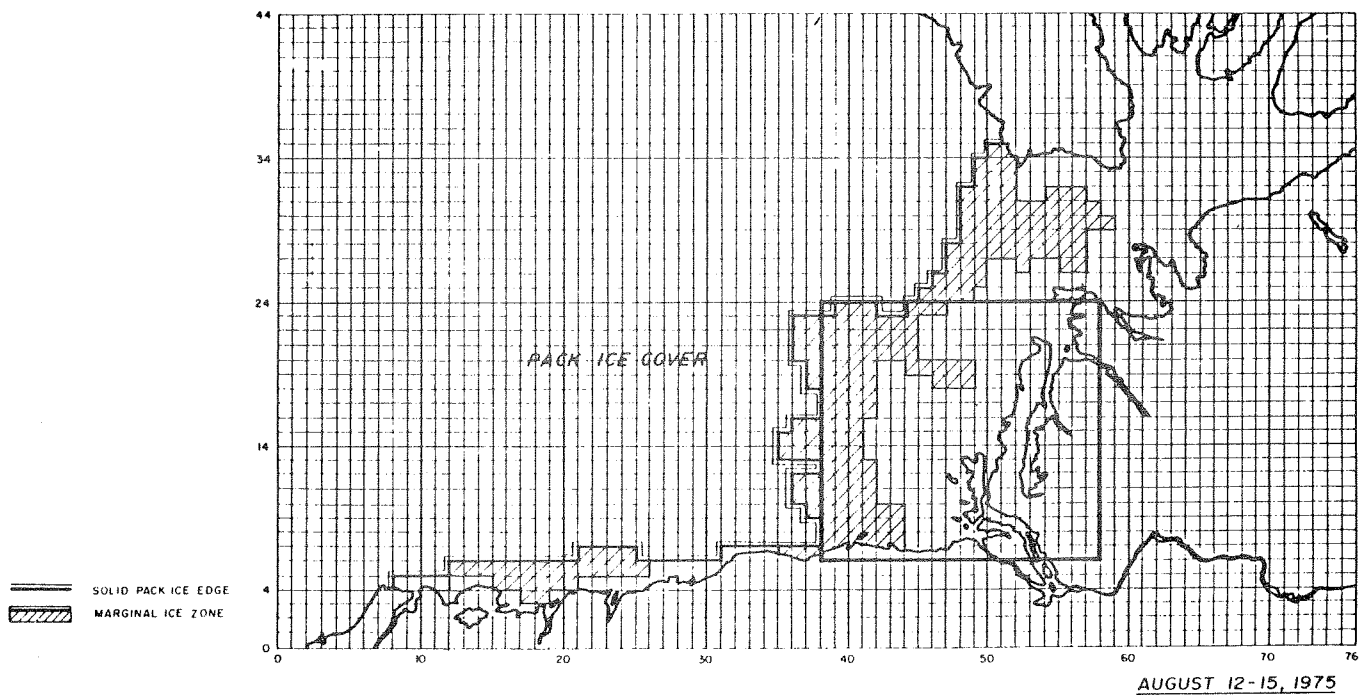 44
34
24
14
4
0
PACK ICE COVER
SOLID PACK ICE EDGE
MARGINAL ICE ZONE
0 10 20 30 40 50 60 70 76
AUGUST 12-15, 1975